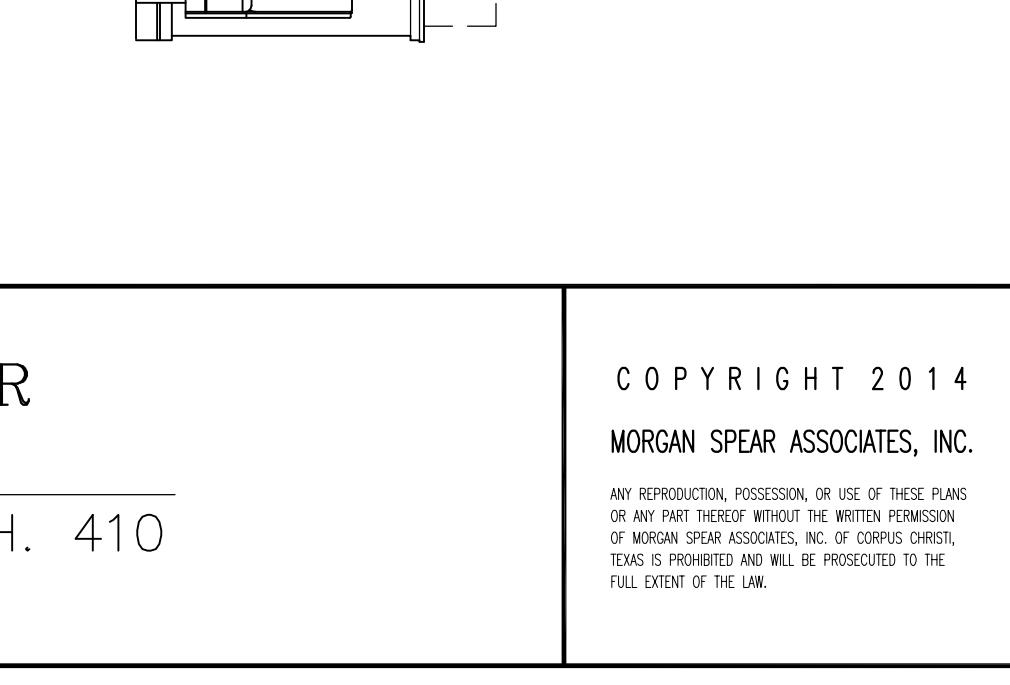 R
H. 410
COPYRIGHT 2014
MORGAN SPEAR ASSOCIATES, INC.
ANY REPRODUCTION, POSSESSION, OR USE OF THESE PLANS
OR ANY PART THEREOF WITHOUT THE WRITTEN PERMISSION
OF MORGAN SPEAR ASSOCIATES, INC. OF CORPUS CHRISTI,
TEXAS IS PROHIBITED AND WILL BE PROSECUTED TO THE
FULL EXTENT OF THE LAW.